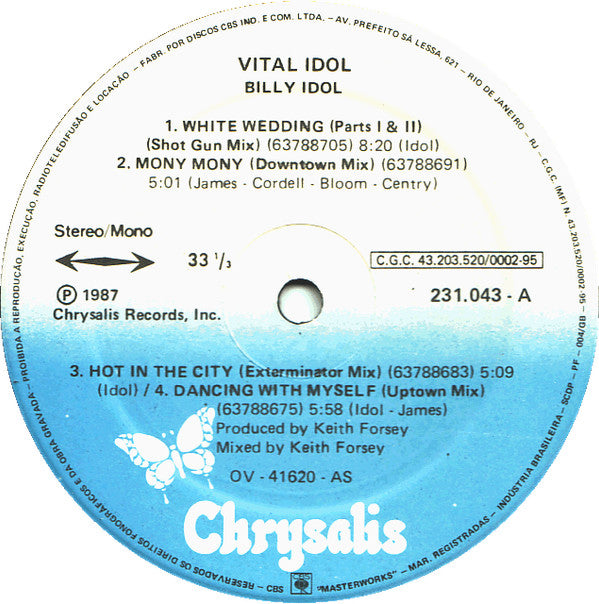 VITAL IDOL
BILLY IDOL
1. WHITE WEDDING (Parts I & II)
(Shot Gun Mix) (63788705) 8:20 (Idol)
2. MONY MONY (Downtown Mix) (63788691)
5:01 (James - Cordell - Bloom - Centry)
Stereo/Mono
33 1/3
C.G.C. 43.203.520/0002-95
℗ 1987
Chrysalis Records, Inc.
231.043 - A
3. HOT IN THE CITY (Exterminator Mix) (63788683) 5:09
(Idol) / 4. DANCING WITH MYSELF (Uptown Mix)
(63788675) 5:58 (Idol - James)
Produced by Keith Forsey
Mixed by Keith Forsey
OV - 41620 - AS
Chrysalis
PROIBIDA A REPRODUÇÃO, EXECUÇÃO, RADIOTELEDIFUSÃO E LOCAÇÃO — FABR. POR DISCOS CBS IND. E COM. LTDA. — AV. PREFEITO SÁ LESSA, 621 — RIO DE JANEIRO — RJ — C.G.C. (MF) N. 43.203.520/0002-95 — PF — 004/GB — SCDP — INDÚSTRIA BRASILEIRA — MAR. REGISTRADAS — "MASTERWORKS" CBS CBS — RESERVADOS OS DIREITOS FONOGRÁFICOS E DA OBRA GRAVADA —